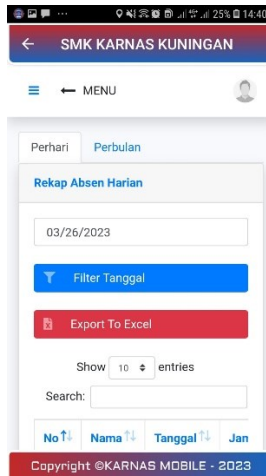 25% 14:40
SMK KARNAS KUNINGAN
MENU
Perhari Perbulan
Rekap Absen Harian
03/26/2023
Filter Tanggal
Export To Excel
Show 10 entries
Search:
No Nama Tanggal Jam
Copyright ©KARNAS MOBILE - 2023